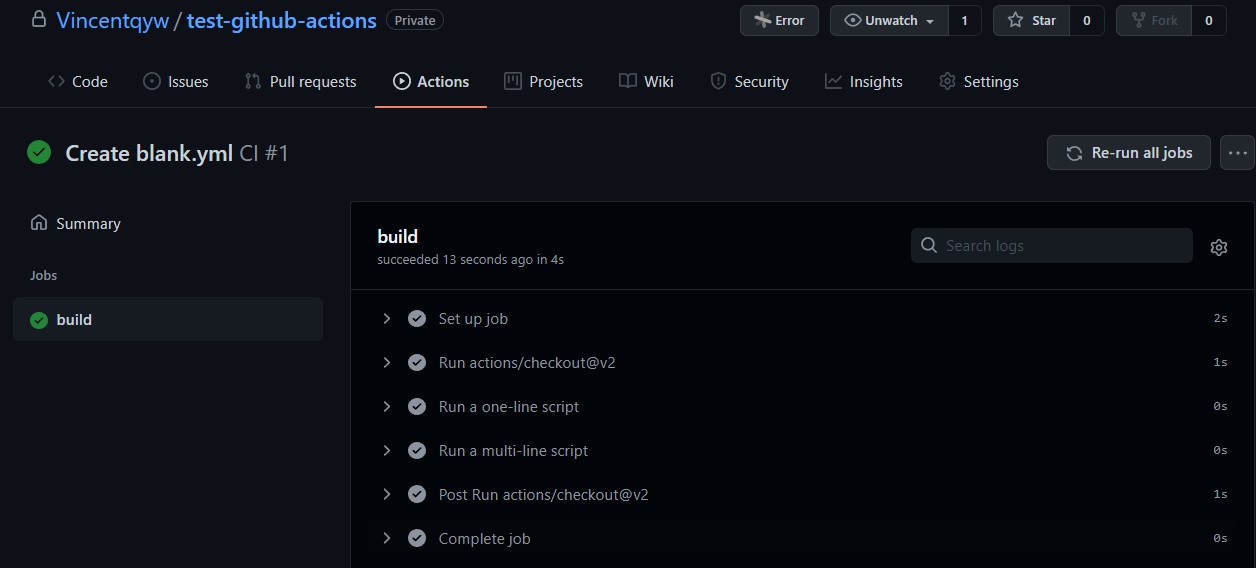 Vincentqyw / test-github-actions Private Error Unwatch 1 Star 0 Fork 0
Code Issues Pull requests Actions Projects Wiki Security Insights Settings
Create blank.yml CI #1 Re-run all jobs ...
Summary
Jobs
build
build
succeeded 13 seconds ago in 4s
Search logs
Set up job 2s
Run actions/checkout@v2 1s
Run a one-line script 0s
Run a multi-line script 0s
Post Run actions/checkout@v2 1s
Complete job 0s